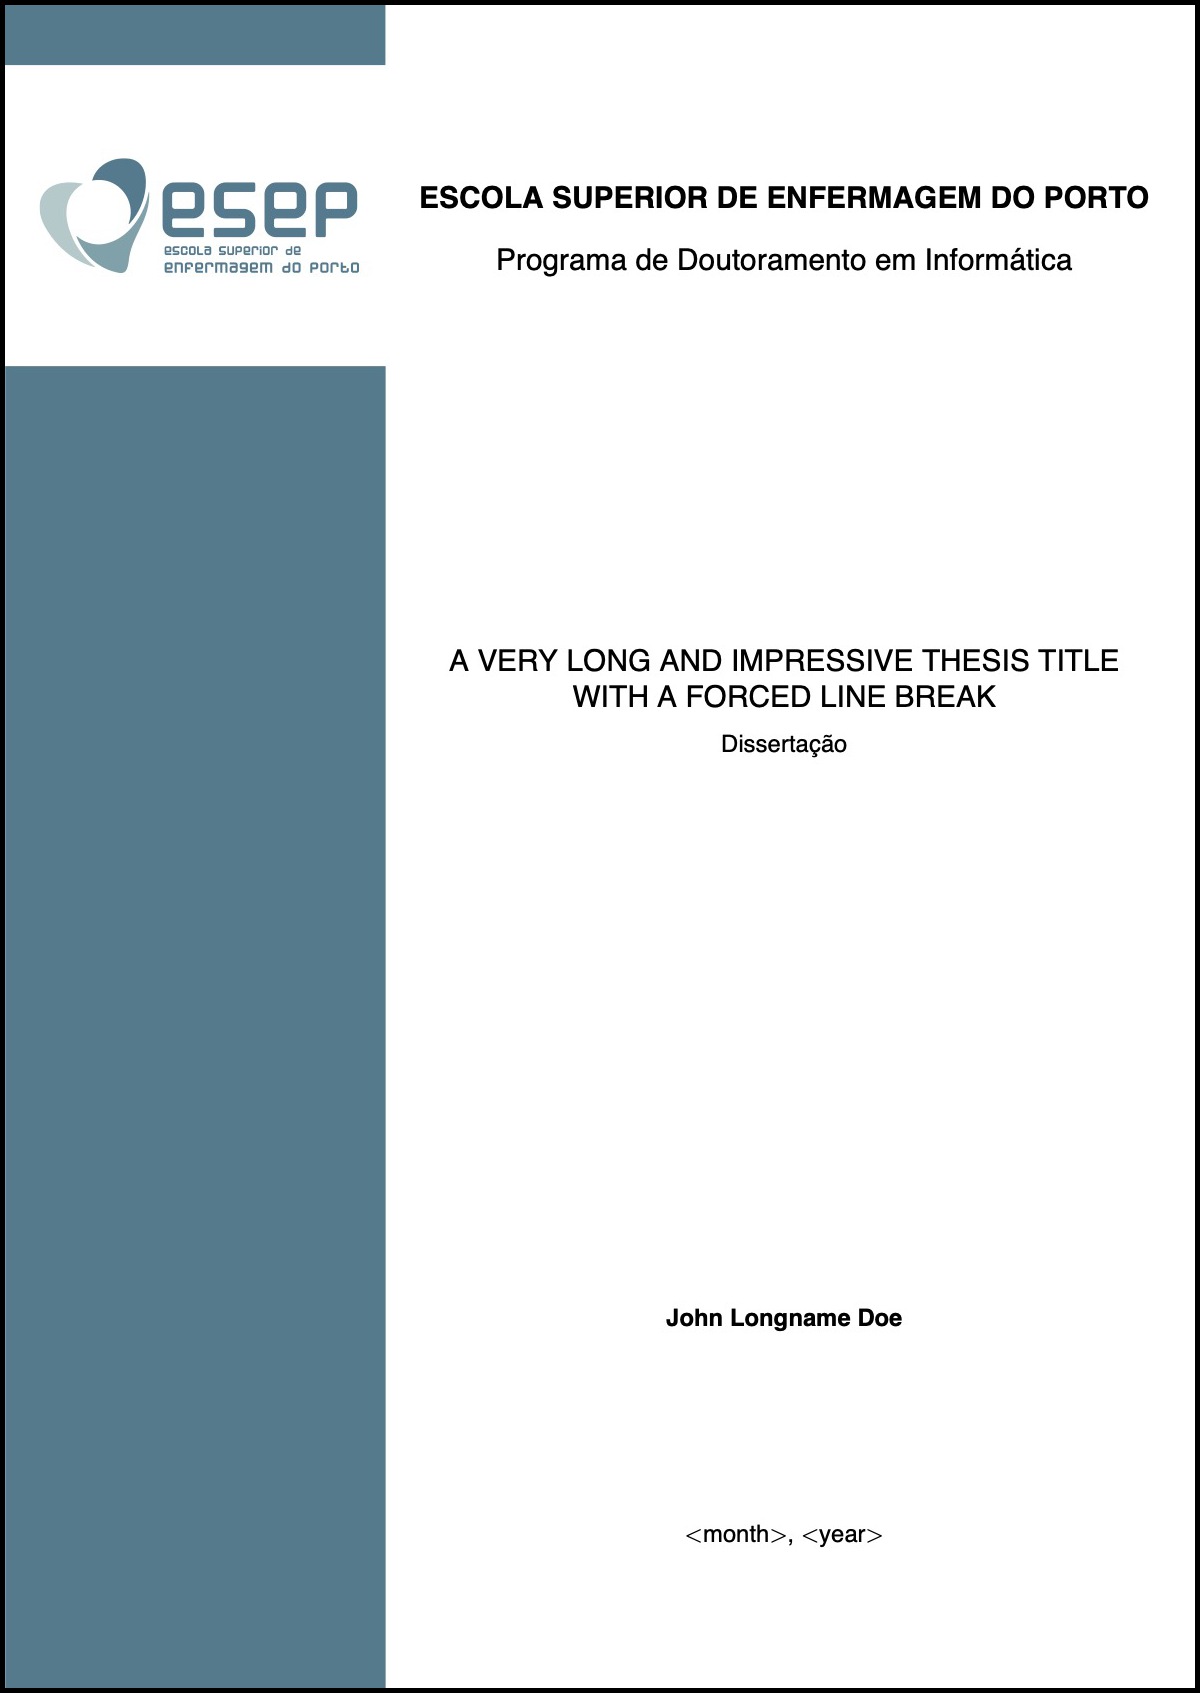 esep
escola superior de
enfermagem do porto
ESCOLA SUPERIOR DE ENFERMAGEM DO PORTO
Programa de Doutoramento em Informática
A VERY LONG AND IMPRESSIVE THESIS TITLE
WITH A FORCED LINE BREAK
Dissertação
John Longname Doe
<month>, <year>